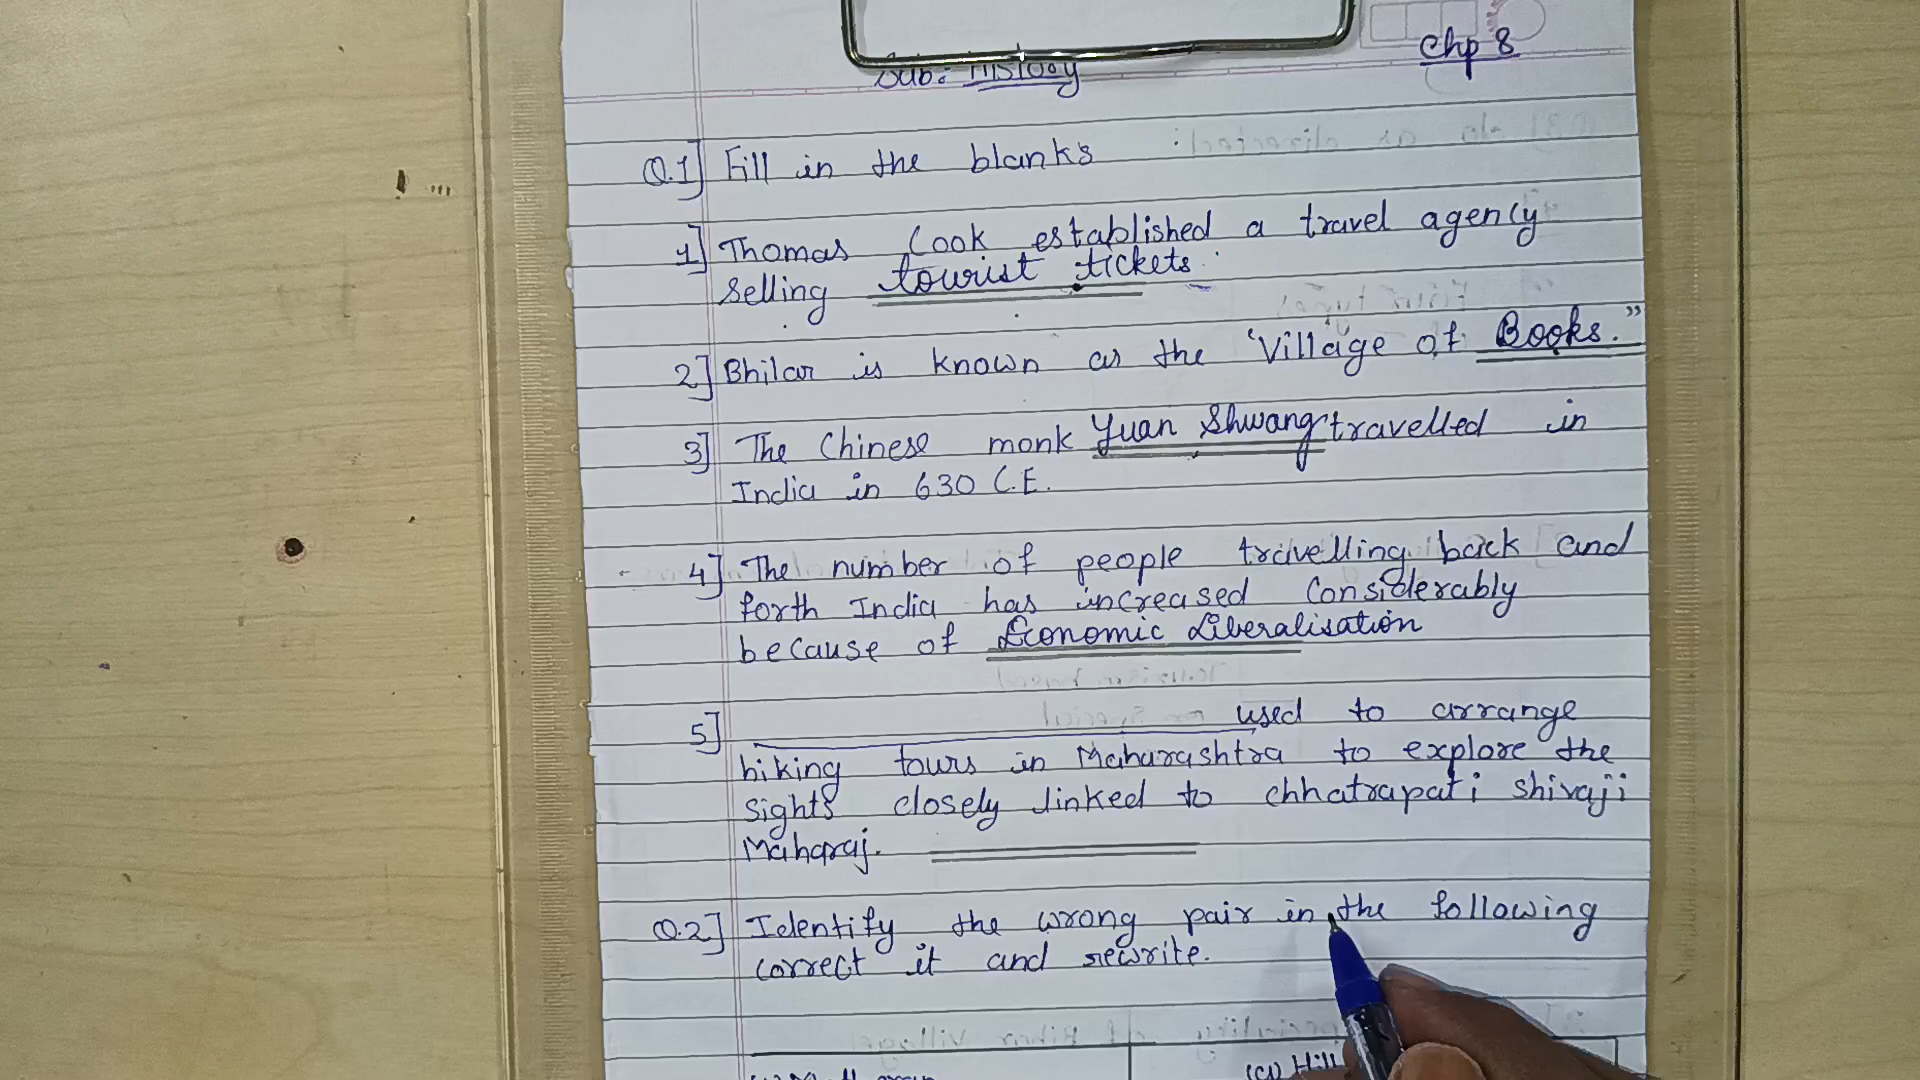 Chp 8
Sub: History
Q.1] Fill in the blanks
1] Thomas Cook established a travel agency
selling tourist tickets.
2] Bhilar is known as the "Village of Books."
3] The Chinese monk Yuan Shwang travelled in
India in 630 C.E.
4] The number of people travelling back and
forth India has increased considerably
because of Economic Liberalisation
5] used to arrange
hiking tours in Maharashtra to explore the
sights closely linked to chhatrapati shivaji
Maharaj.
Q.2] Identify the wrong pair in the following
correct it and rewrite.
Hill